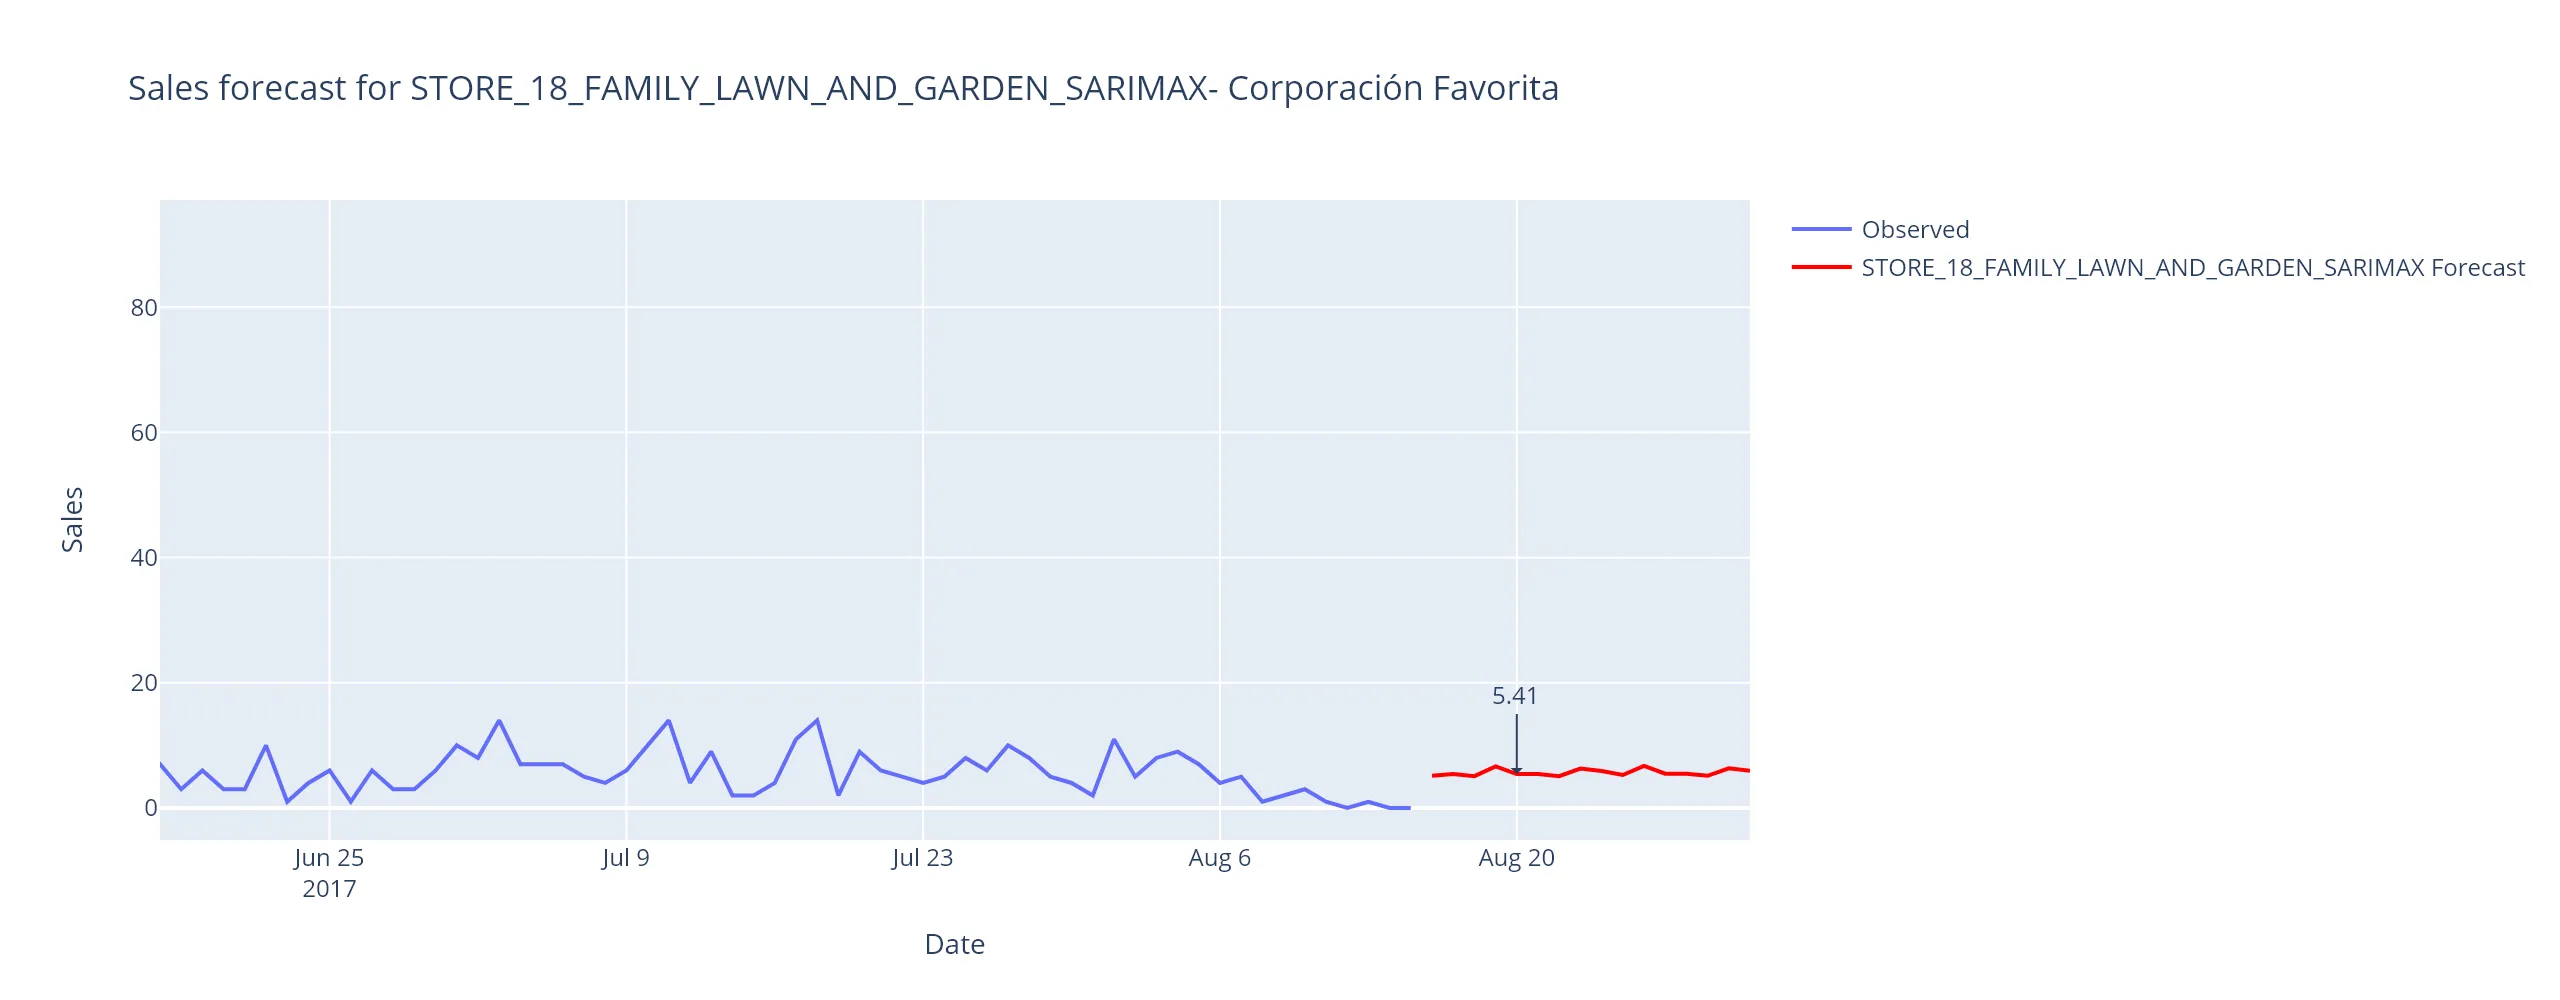 Sales forecast for STORE_18_FAMILY_LAWN_AND_GARDEN_SARIMAX- Corporación Favorita
Observed
STORE_18_FAMILY_LAWN_AND_GARDEN_SARIMAX Forecast
80
60
40
20
0
Sales
5.41
Jun 25
2017
Jul 9
Jul 23
Aug 6
Aug 20
Date